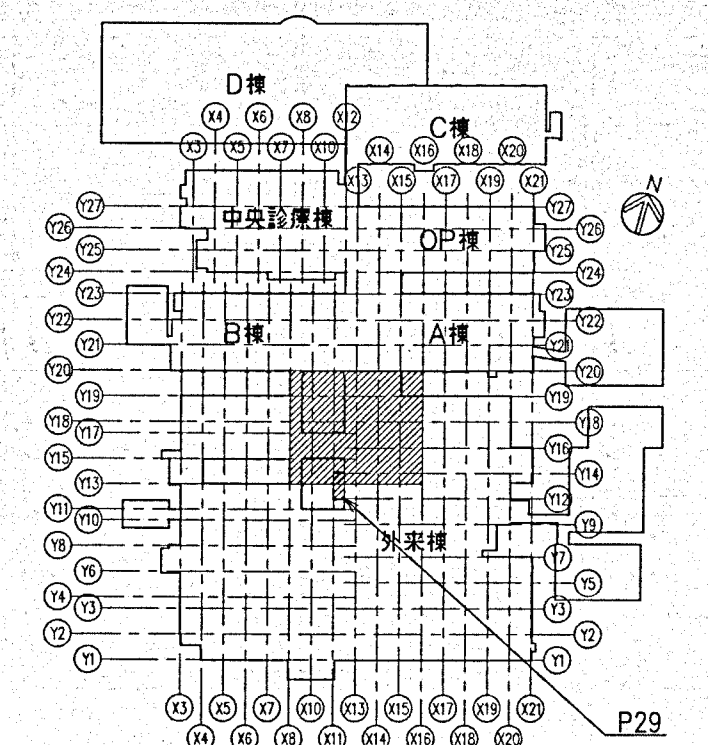 D棟
C棟
X4 X6 X8 X12
X3 X5 X7 X10
X14 X16 X18 X20
X13 X15 X17 X19 X21
N
中央診療棟
OP棟
B棟
A棟
外来棟
Y27 Y27
Y26 Y26
Y25 Y25
Y24 Y24
Y23 Y23
Y22 Y22
Y21 Y21
Y20 Y20
Y19 Y19
Y18 Y18
Y17
Y16
Y15
Y14
Y13
Y12
Y11
Y10
Y9
Y8
Y7
Y6
Y5
Y4
Y3 Y3
Y2 Y2
Y1 Y1
X3 X5 X7 X10 X13 X15 X17 X19 X21
X4 X6 X8 X11 X14 X16 X18 X20
P29